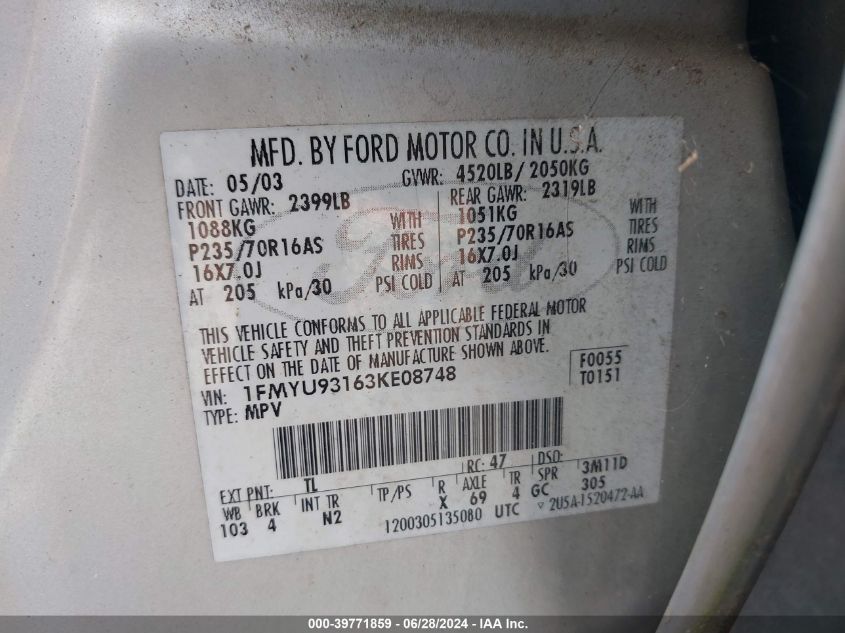 MFD. BY FORD MOTOR CO. IN U.S.A.
DATE: 05/03 GVWR: 4520LB/ 2050KG
FRONT GAWR: 2399LB REAR GAWR: 2319LB
1088KG WITH 1051KG WITH
P235/70R16AS TIRES P235/70R16AS TIRES
16X7.0J RIMS 16X7.0J RIMS
AT 205 kPa/30 PSI COLD AT 205 kPa/30 PSI COLD
Ford
THIS VEHICLE CONFORMS TO ALL APPLICABLE FEDERAL MOTOR
VEHICLE SAFETY AND THEFT PREVENTION STANDARDS IN
EFFECT ON THE DATE OF MANUFACTURE SHOWN ABOVE.
F0055
VIN: 1FMYU93163KE08748 T0151
TYPE: MPV
EXT PNT: TL RC: 47 DSO:
WB BRK INT TR TP/PS R AXLE TR SPR 3M11D
103 4 N2 X 69 4 GC 305
1200305135080 UTC ▽ 2U5A-1520472-AA
000-39771859 - 06/28/2024 - IAA Inc.